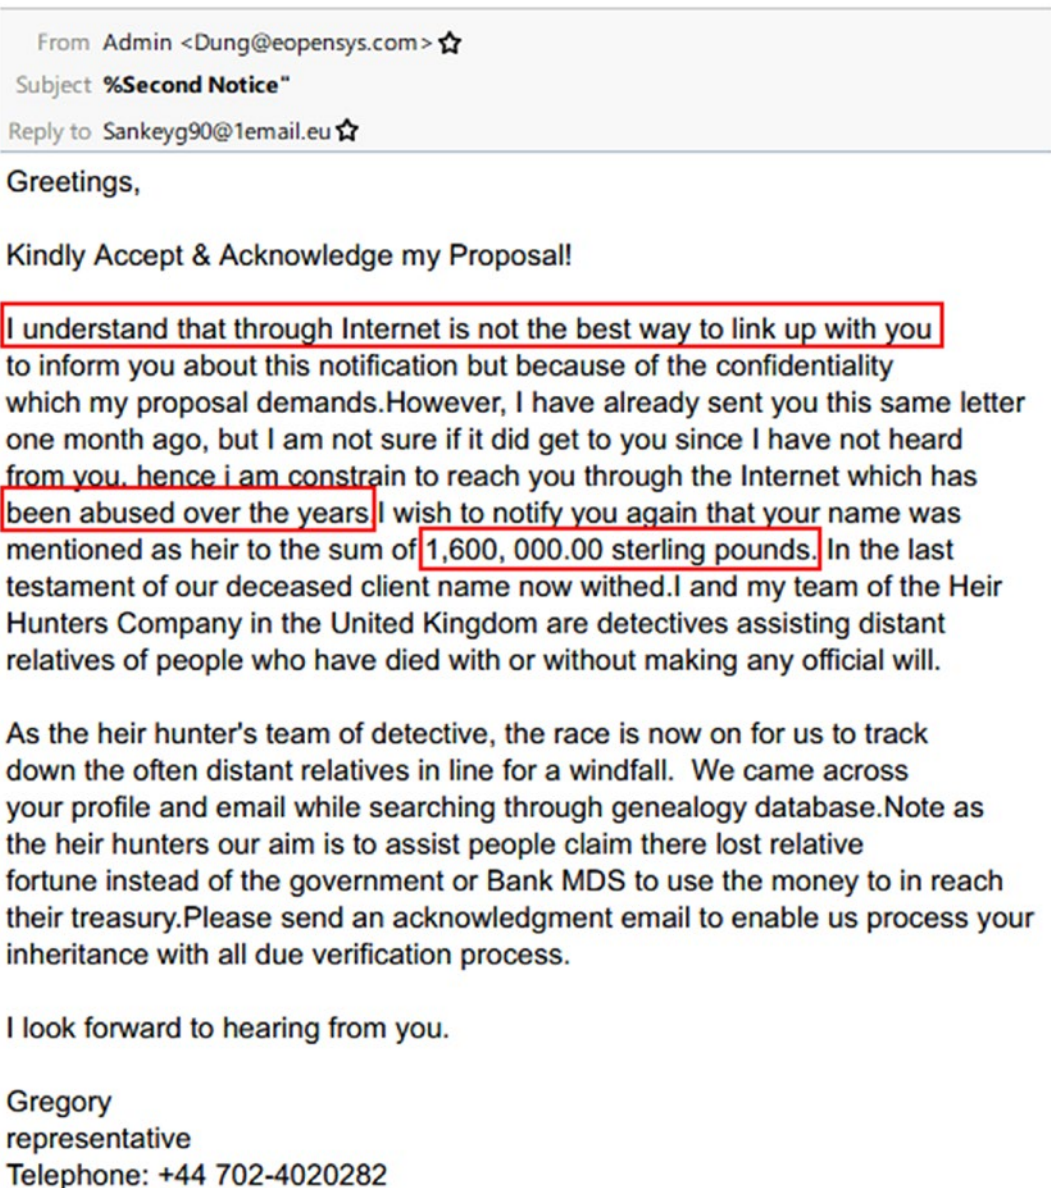 From Admin <Dung@eopensys.com>
Subject %Second Notice"
Reply to Sankeyg90@1email.eu
Greetings,
Kindly Accept & Acknowledge my Proposal!
I understand that through Internet is not the best way to link up with you
to inform you about this notification but because of the confidentiality
which my proposal demands.However, I have already sent you this same letter
one month ago, but I am not sure if it did get to you since I have not heard
from you, hence i am constrain to reach you through the Internet which has
been abused over the years.I wish to notify you again that your name was
mentioned as heir to the sum of 1,600, 000.00 sterling pounds. In the last
testament of our deceased client name now withed.I and my team of the Heir
Hunters Company in the United Kingdom are detectives assisting distant
relatives of people who have died with or without making any official will.
As the heir hunter's team of detective, the race is now on for us to track
down the often distant relatives in line for a windfall.  We came across
your profile and email while searching through genealogy database.Note as
the heir hunters our aim is to assist people claim there lost relative
fortune instead of the government or Bank MDS to use the money to in reach
their treasury.Please send an acknowledgment email to enable us process your
inheritance with all due verification process.
I look forward to hearing from you.
Gregory
representative
Telephone: +44 702-4020282